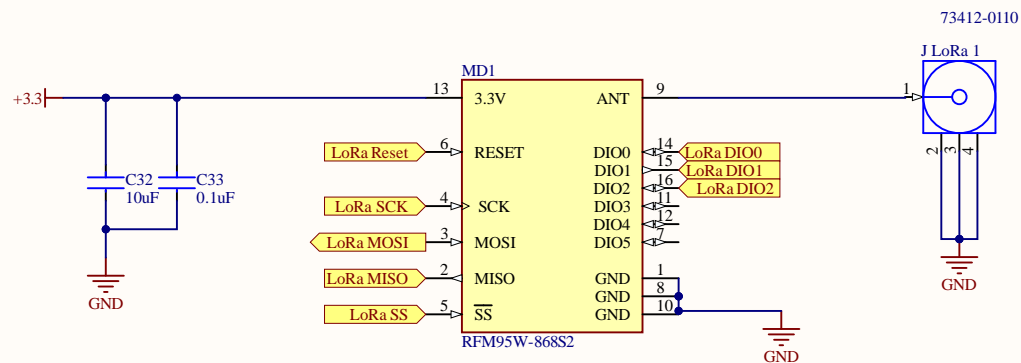 73412-0110
J LoRa 1
MD1
+3.3
13 3.3V ANT 9
1
LoRa Reset 6 RESET DIO0 14 LoRa DIO0
DIO1 15 LoRa DIO1
DIO2 16 LoRa DIO2
2 3 4
C32 10uF
C33 0.1uF
LoRa SCK 4 SCK DIO3 11
DIO4 12
LoRa MOSI 3 MOSI DIO5 7
LoRa MISO 2 MISO GND 1
GND 8
LoRa SS 5 SS GND 10
RFM95W-868S2
GND
GND
GND